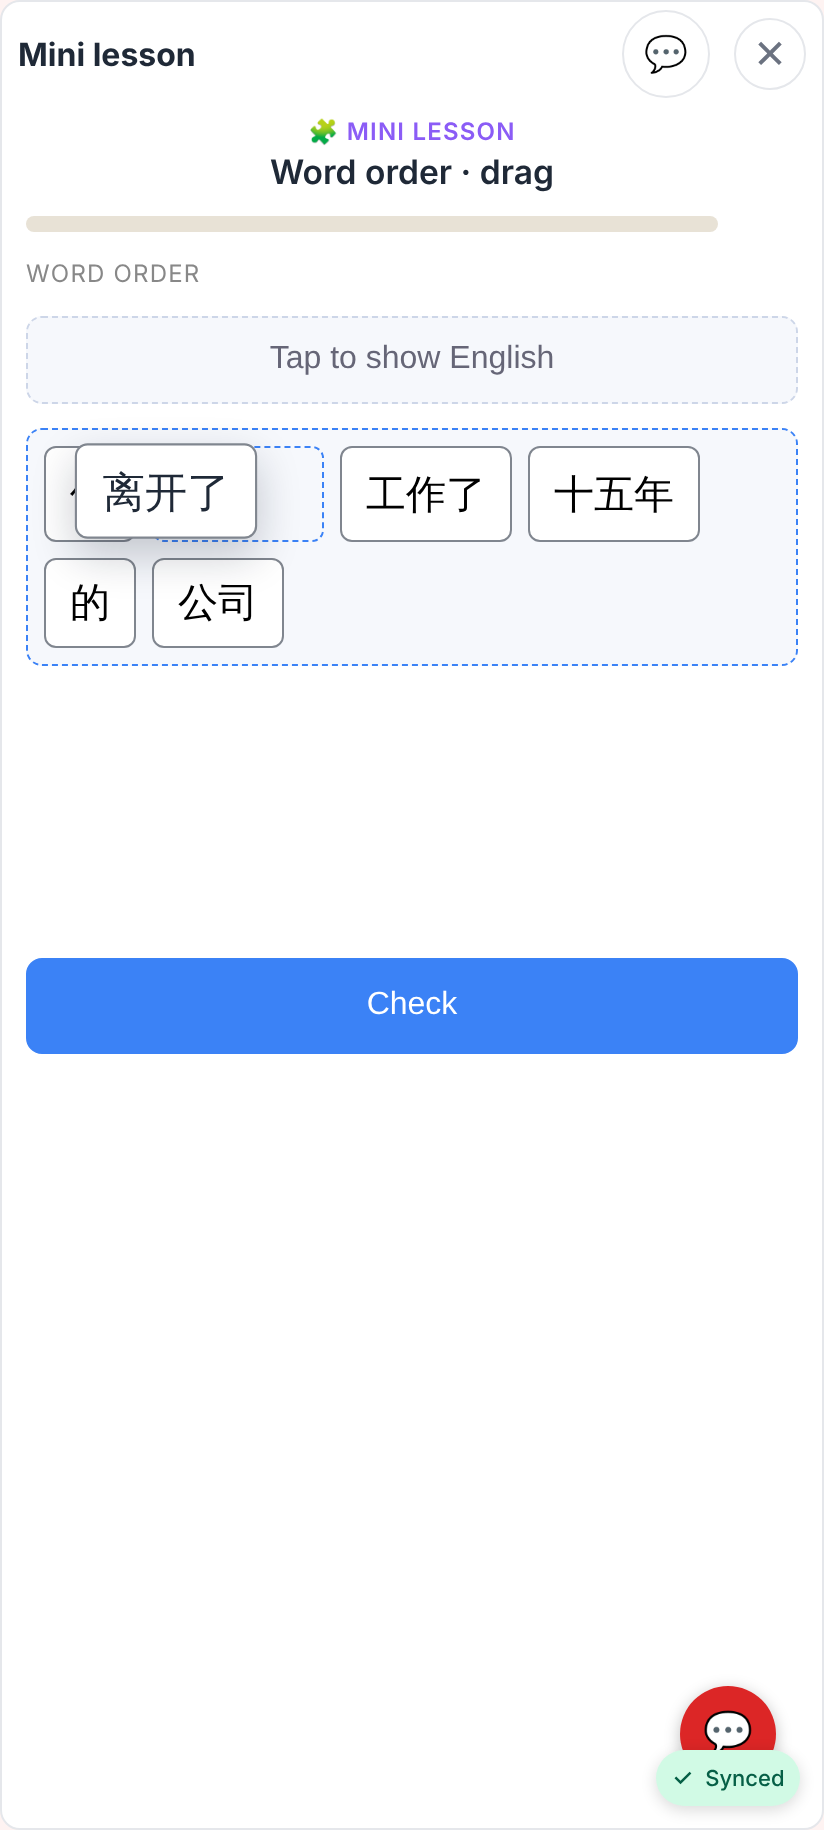 Mini lesson
🧩 MINI LESSON
Word order · drag
WORD ORDER
Tap to show English
离开了 工作了 十五年
的 公司
Check
✓ Synced